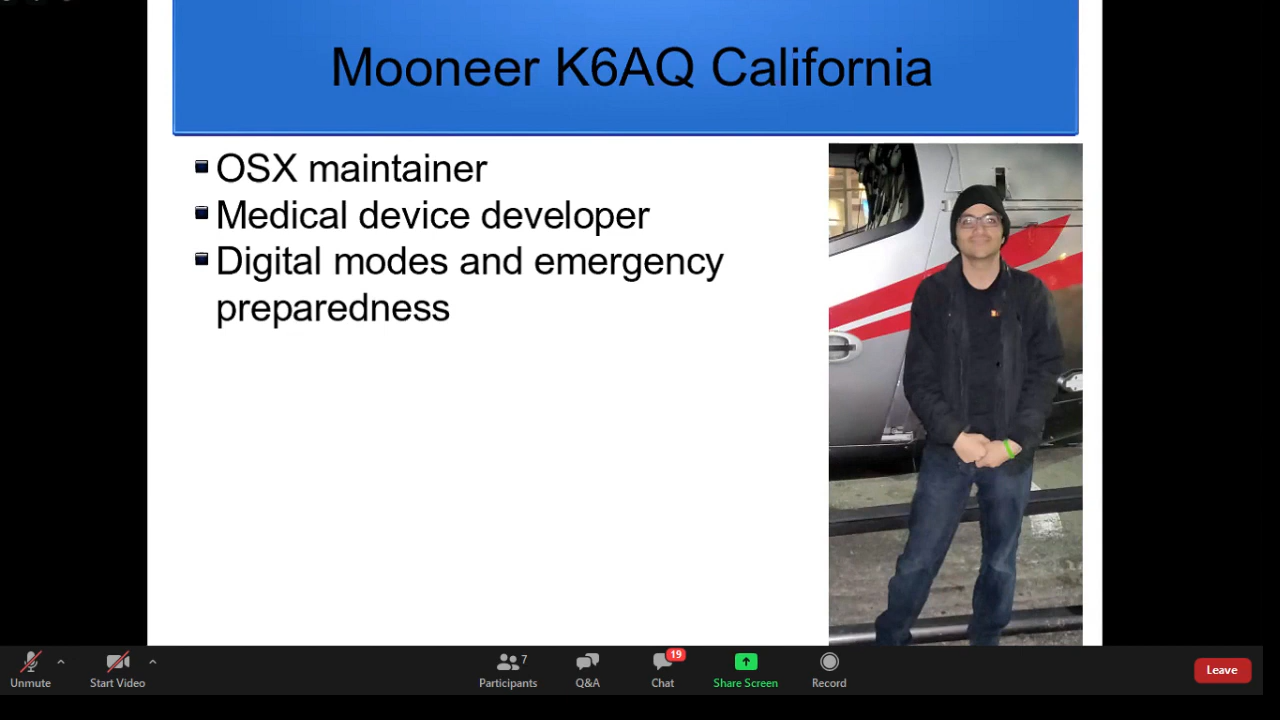 Mooneer K6AQ California
OSX maintainer
Medical device developer
Digital modes and emergency
preparedness
7
19
Unmute
Start Video
Participants
Q&A
Chat
Share Screen
Record
Leave